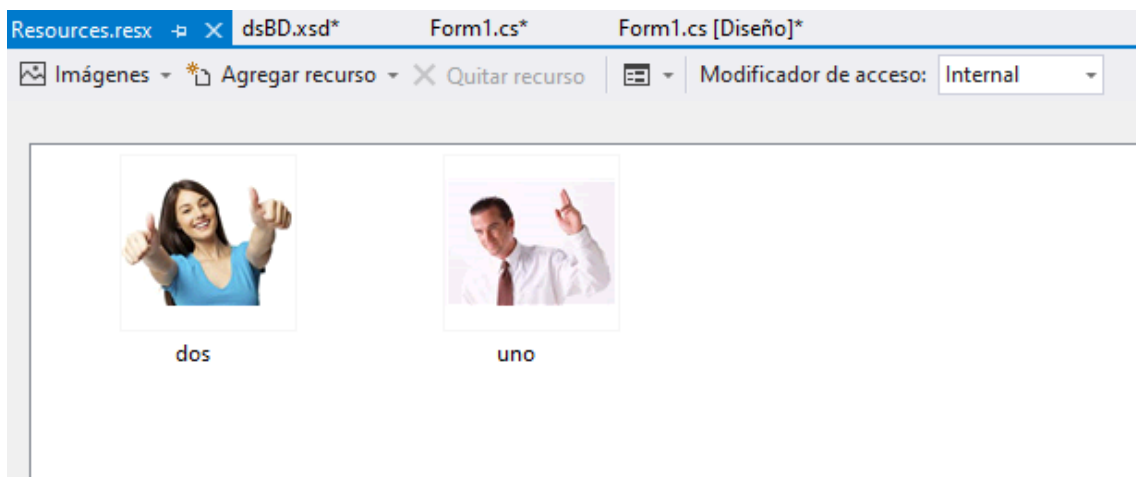 Resources.resx dsBD.xsd* Form1.cs* Form1.cs [Diseño]*
Imágenes Agregar recurso Quitar recurso Modificador de acceso: Internal
dos uno